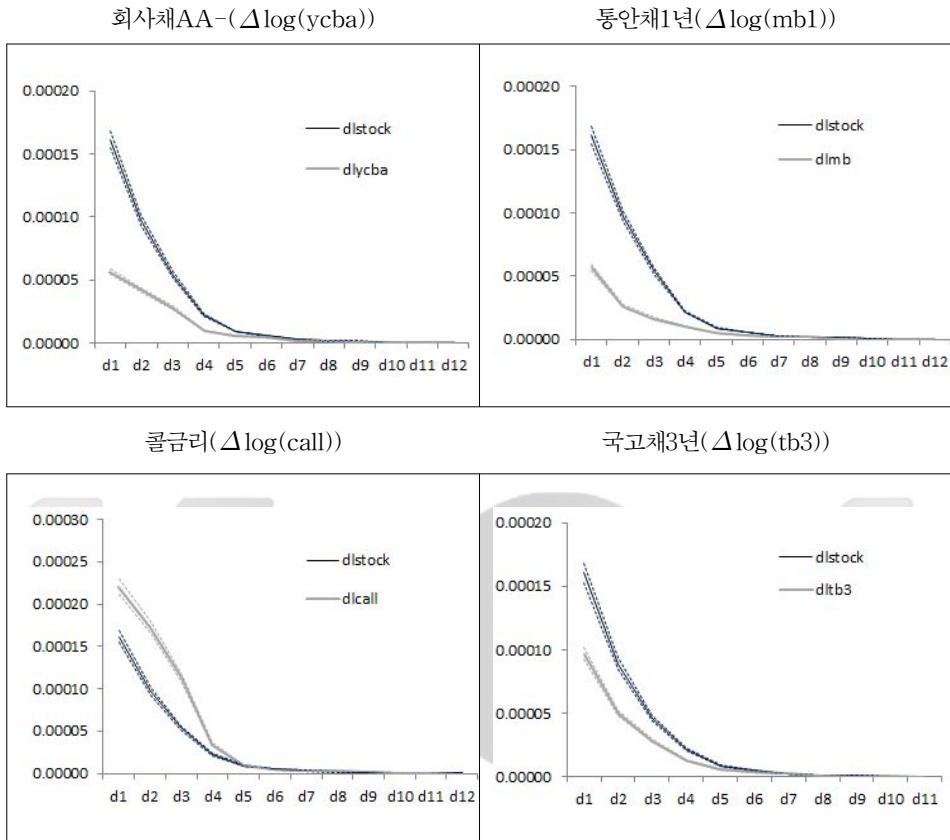 회사채AA-(Δlog(ycba))
0.00020
0.00015
0.00010
0.00005
0.00000
dlstock
dlycba
d1 d2 d3 d4 d5 d6 d7 d8 d9 d10 d11 d12
통안채1년(Δlog(mb1))
0.00020
0.00015
0.00010
0.00005
0.00000
dlstock
dlmb
d1 d2 d3 d4 d5 d6 d7 d8 d9 d10 d11 d12
콜금리(Δlog(call))
0.00030
0.00025
0.00020
0.00015
0.00010
0.00005
0.00000
dlstock
dlcall
d1 d2 d3 d4 d5 d6 d7 d8 d9 d10 d11 d12
국고채3년(Δlog(tb3))
0.00020
0.00015
0.00010
0.00005
0.00000
dlstock
dltb3
d1 d2 d3 d4 d5 d6 d7 d8 d9 d10 d11